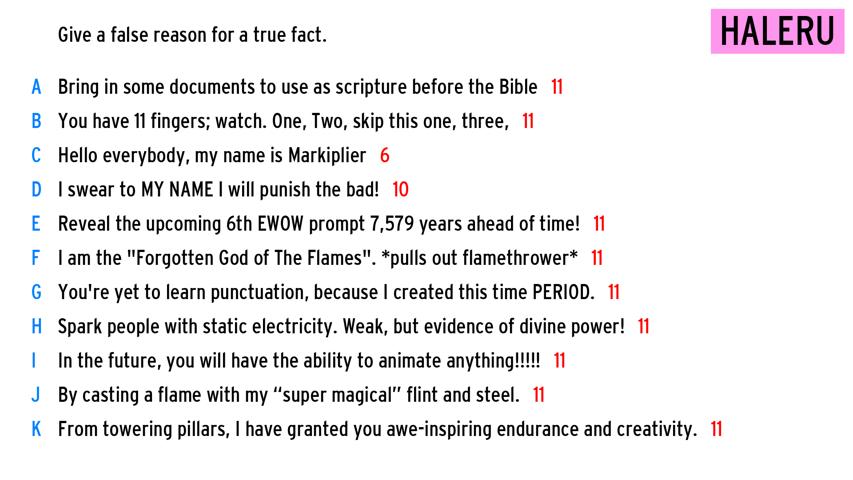 Give a false reason for a true fact.
HALERU
A Bring in some documents to use as scripture before the Bible 11
B You have 11 fingers; watch. One, Two, skip this one, three, 11
C Hello everybody, my name is Markiplier 6
D I swear to MY NAME I will punish the bad! 10
E Reveal the upcoming 6th EWOW prompt 7,579 years ahead of time! 11
F I am the "Forgotten God of The Flames". *pulls out flamethrower* 11
G You're yet to learn punctuation, because I created this time PERIOD. 11
H Spark people with static electricity. Weak, but evidence of divine power! 11
I In the future, you will have the ability to animate anything!!!!! 11
J By casting a flame with my “super magical” flint and steel. 11
K From towering pillars, I have granted you awe-inspiring endurance and creativity. 11